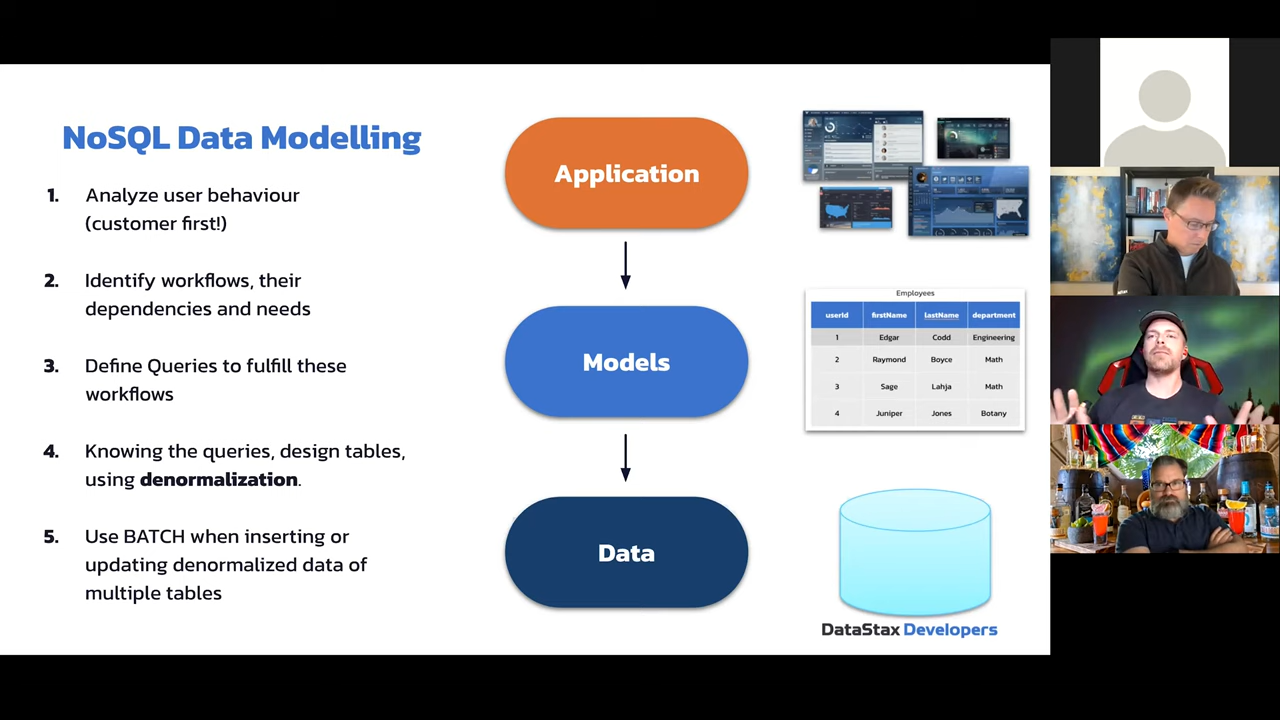 NoSQL Data Modelling
1. Analyze user behaviour
(customer first!)
2. Identify workflows, their
dependencies and needs
3. Define Queries to fulfill these
workflows
4. Knowing the queries, design tables,
using denormalization.
5. Use BATCH when inserting or
updating denormalized data of
multiple tables
Application
Models
Data
Employees
userId firstName lastName department
1 Edgar Codd Engineering
2 Raymond Boyce Math
3 Sage Lahja Math
4 Juniper Jones Botany
DataStax Developers